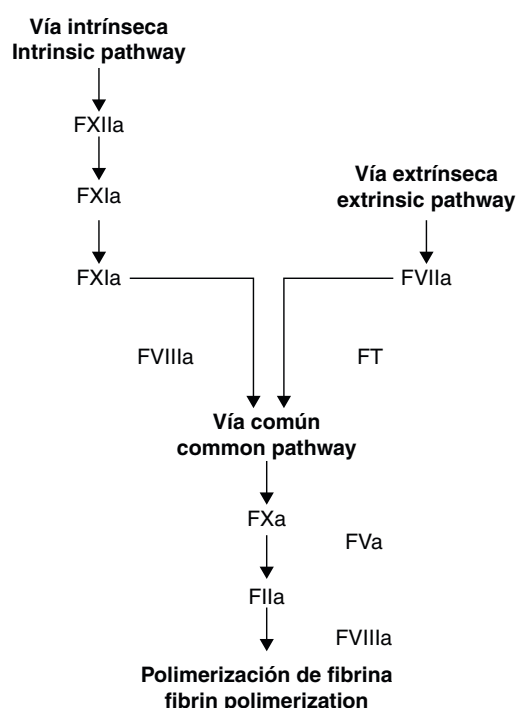 Vía intrínseca
Intrinsic pathway
FXIIa
FXIa
Vía extrínseca
extrinsic pathway
FXIa
FVIIa
FVIIIa
FT
Vía común
common pathway
FXa
FVa
FIIa
FVIIIa
Polimerización de fibrina
fibrin polimerization